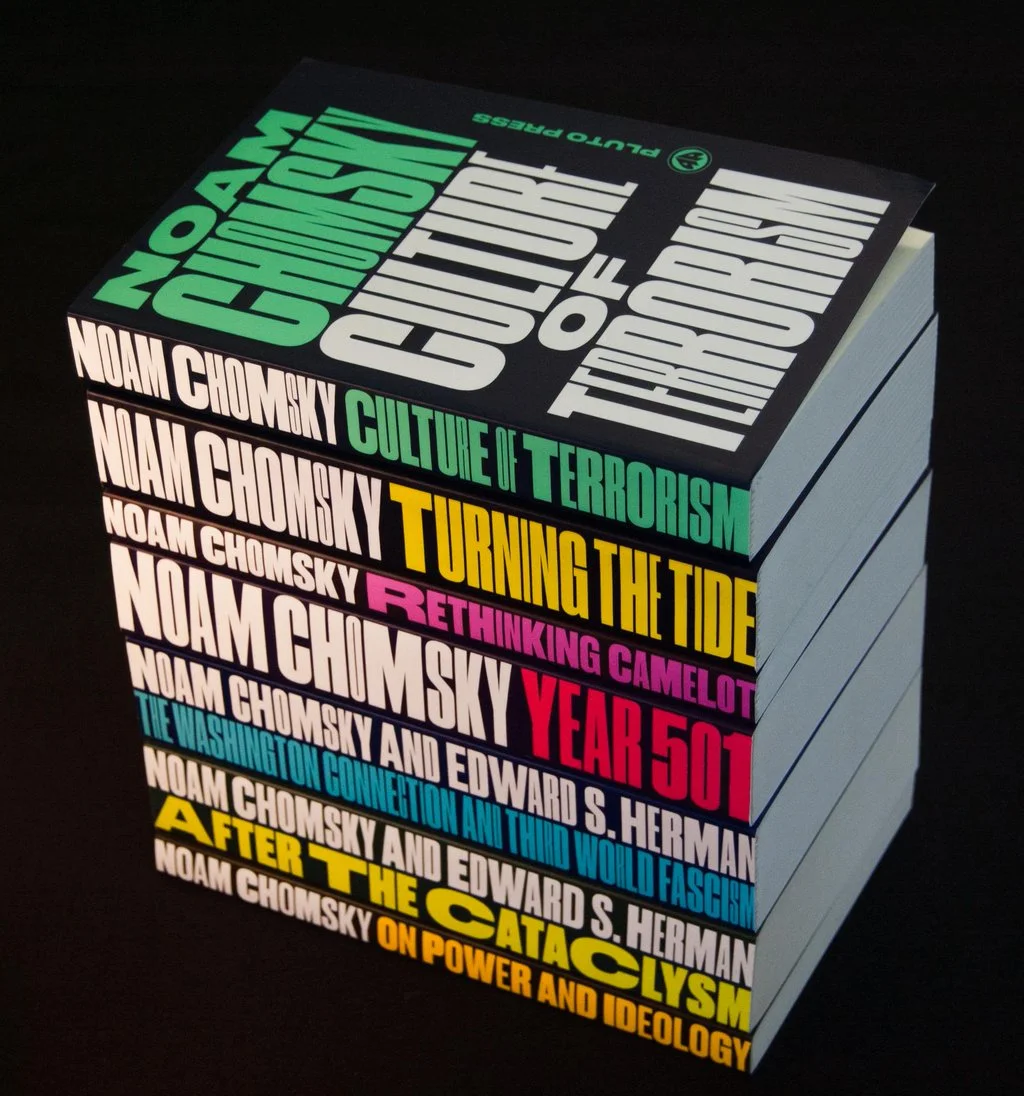 NOAM
CHOMSKY
CULTURE
OF
TERRORISM
PLUTO PRESS
NOAM CHOMSKY CULTURE OF TERRORISM
NOAM CHOMSKY TURNING THE TIDE
NOAM CHOMSKY RETHINKING CAMELOT
NOAM CHOMSKY YEAR 501
NOAM CHOMSKY AND EDWARD S. HERMAN
THE WASHINGTON CONNECTION AND THIRD WORLD FASCISM
NOAM CHOMSKY AND EDWARD S. HERMAN
AFTER THE CATACLYSM
NOAM CHOMSKY ON POWER AND IDEOLOGY